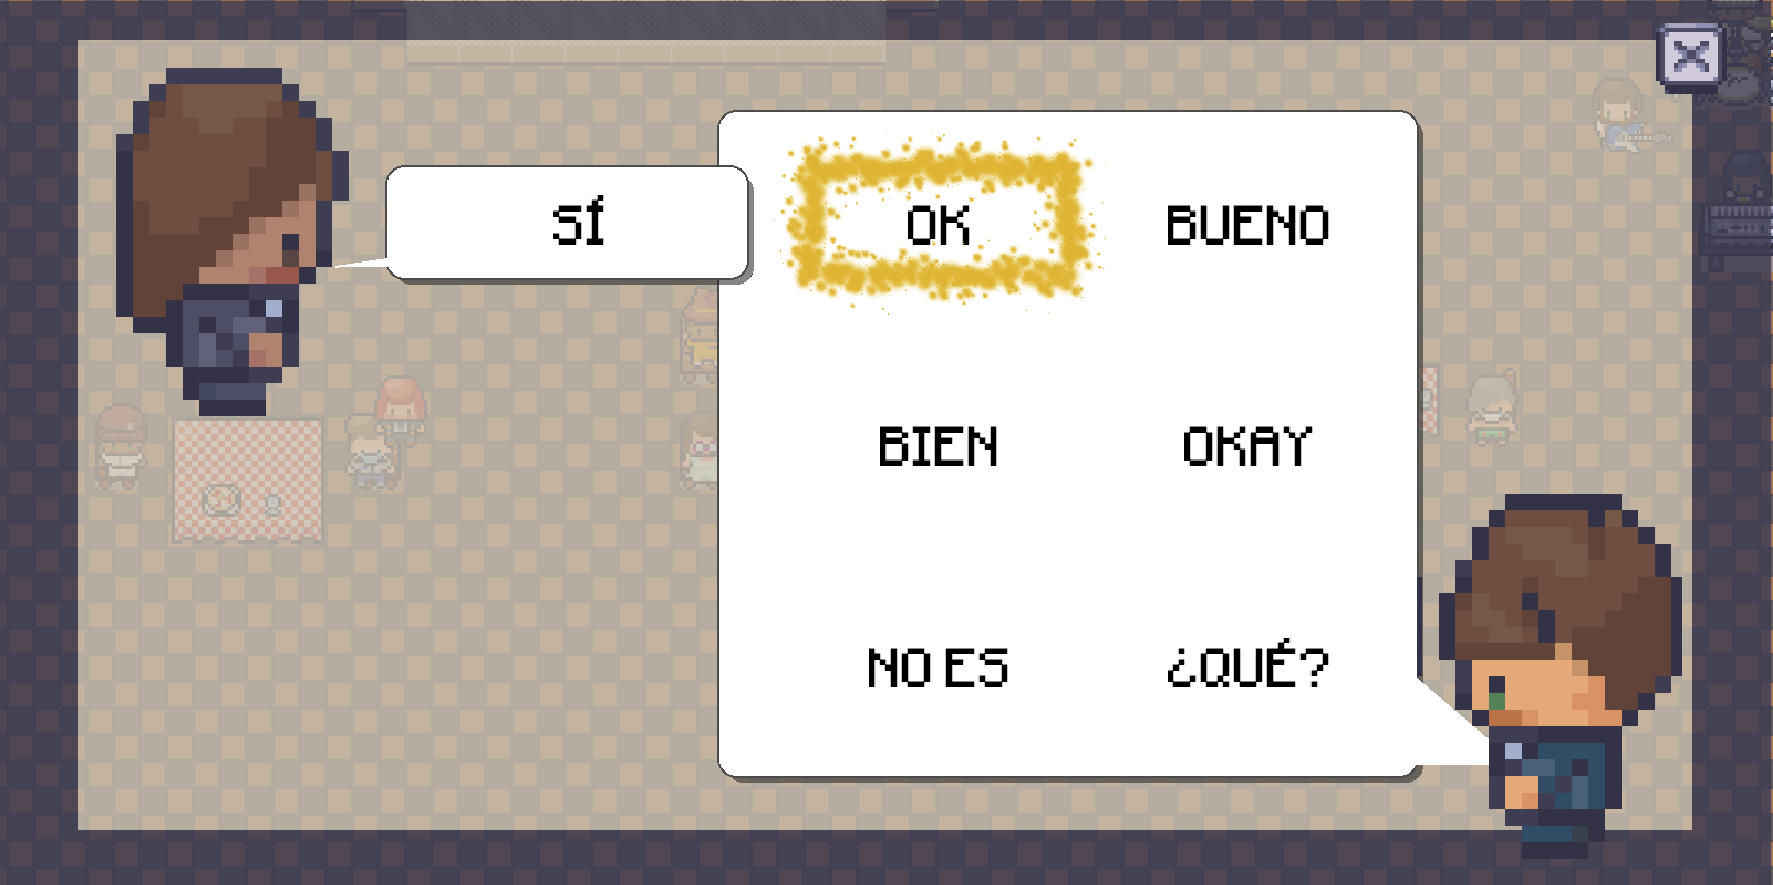 SÍ
OK
BUENO
BIEN
OKAY
NO ES
¿QUÉ?